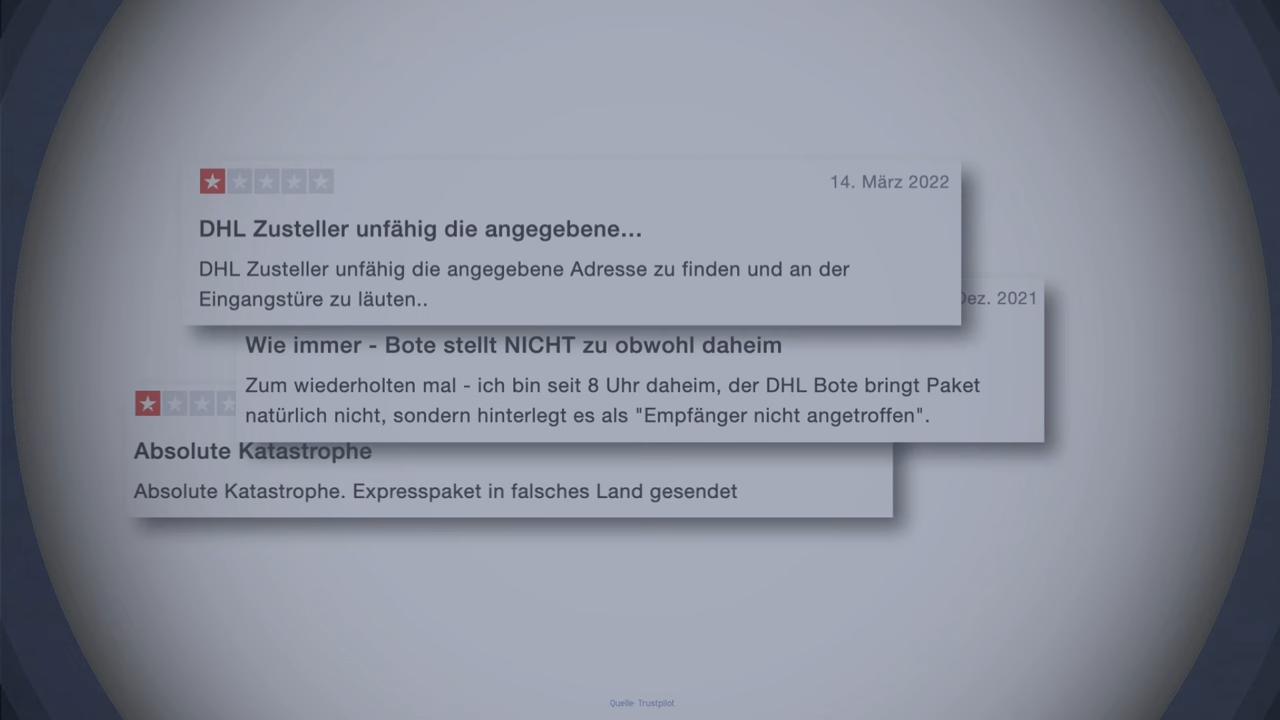 14. März 2022
DHL Zusteller unfähig die angegebene...
DHL Zusteller unfähig die angegebene Adresse zu finden und an der
Eingangstüre zu läuten..
Dez. 2021
Wie immer - Bote stellt NICHT zu obwohl daheim
Zum wiederholten mal - ich bin seit 8 Uhr daheim, der DHL Bote bringt Paket
natürlich nicht, sondern hinterlegt es als "Empfänger nicht angetroffen".
Absolute Katastrophe
Absolute Katastrophe. Expresspaket in falsches Land gesendet
Quelle: Trustpilot